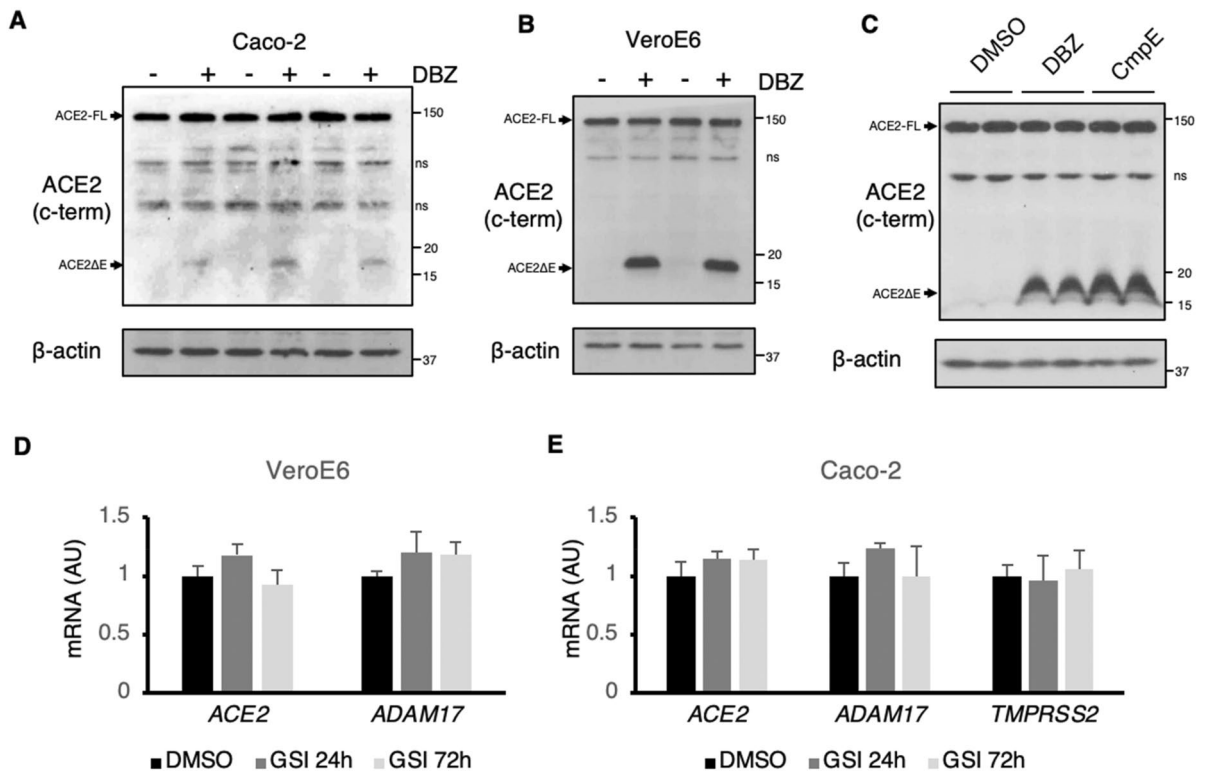 A
Caco-2
- + - + - + DBZ
ACE2-FL
150
ns
ACE2
(c-term)
ns
20
ACE2ΔE
15
β-actin
37
B
VeroE6
- + - + DBZ
ACE2-FL
150
ns
ACE2
(c-term)
20
ACE2ΔE
15
β-actin
37
C
DMSO DBZ CmpE
ACE2-FL
150
ns
ACE2
(c-term)
20
ACE2ΔE
15
β-actin
37
D
VeroE6
mRNA (AU)
1.5
1
0.5
0
ACE2 ADAM17
DMSO GSI 24h GSI 72h
E
Caco-2
mRNA (AU)
1.5
1
0.5
0
ACE2 ADAM17 TMPRSS2
DMSO GSI 24h GSI 72h